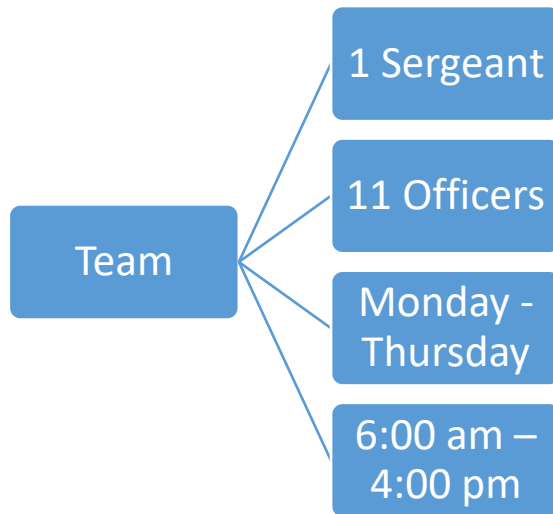 1 Sergeant
11 Officers
Team
Monday -
Thursday
6:00 am –
4:00 pm